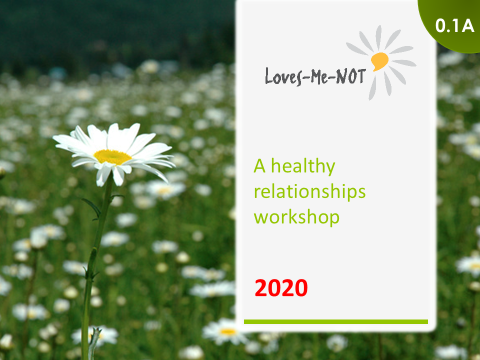 0.1A
Loves-Me-NOT
A healthy
relationships
workshop
2020